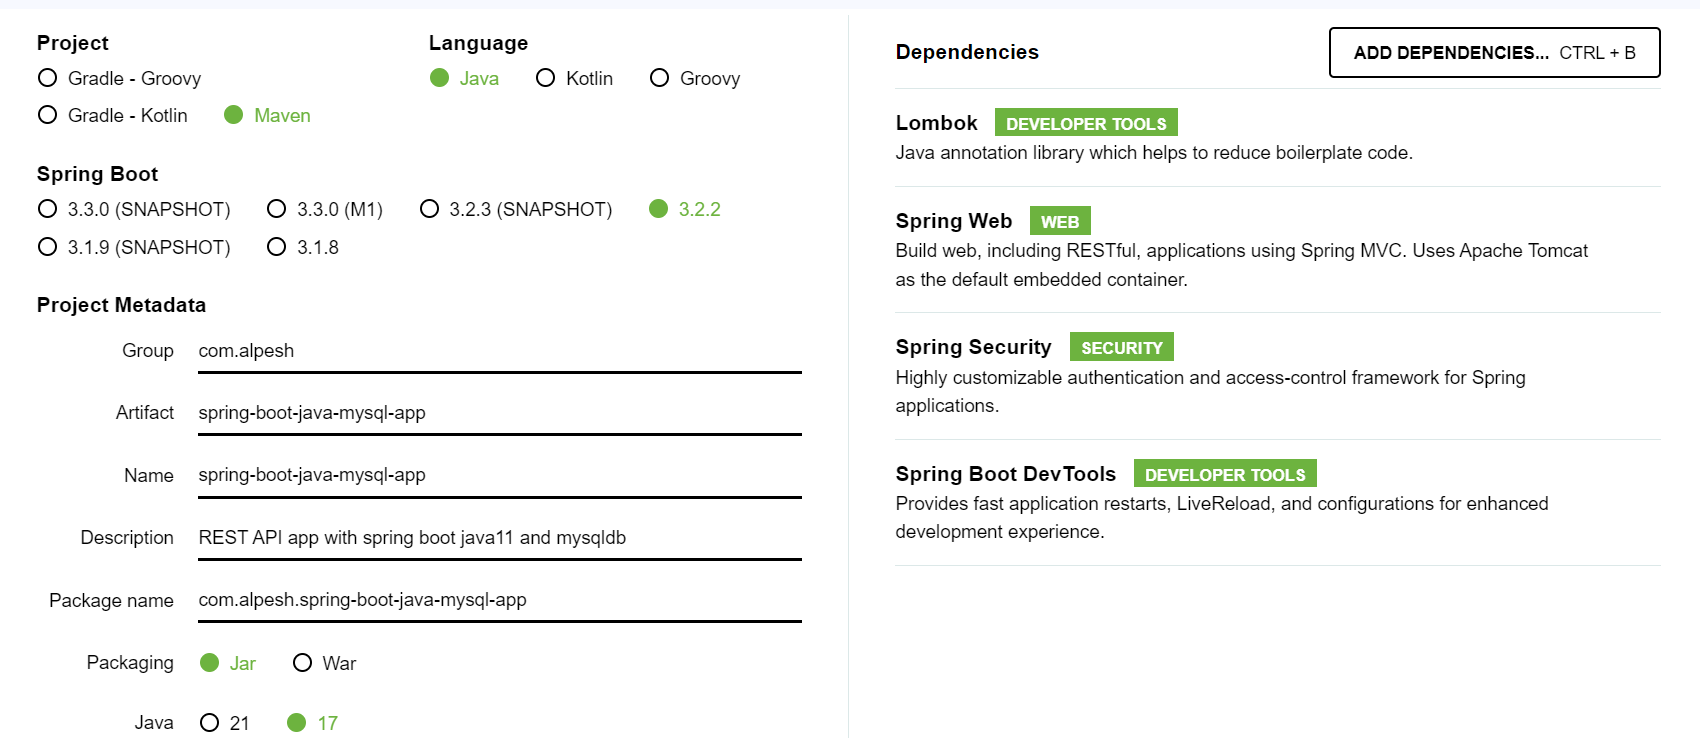 Project
Gradle - Groovy
Gradle - Kotlin Maven
Language
Java Kotlin Groovy
Spring Boot
3.3.0 (SNAPSHOT) 3.3.0 (M1) 3.2.3 (SNAPSHOT) 3.2.2
3.1.9 (SNAPSHOT) 3.1.8
Project Metadata
Group com.alpesh
Artifact spring-boot-java-mysql-app
Name spring-boot-java-mysql-app
Description REST API app with spring boot java11 and mysqldb
Package name com.alpesh.spring-boot-java-mysql-app
Packaging Jar War
Java 21 17
Dependencies ADD DEPENDENCIES... CTRL + B
Lombok DEVELOPER TOOLS
Java annotation library which helps to reduce boilerplate code.
Spring Web WEB
Build web, including RESTful, applications using Spring MVC. Uses Apache Tomcat
as the default embedded container.
Spring Security SECURITY
Highly customizable authentication and access-control framework for Spring
applications.
Spring Boot DevTools DEVELOPER TOOLS
Provides fast application restarts, LiveReload, and configurations for enhanced
development experience.